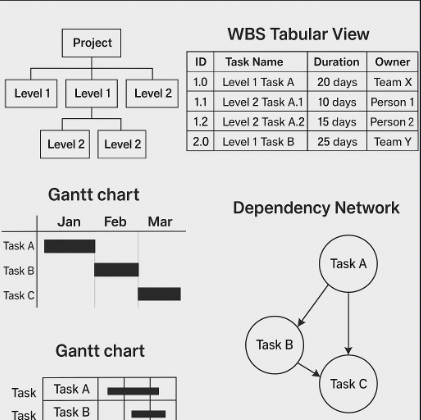 Project
Level 1 Level 1 Level 2
Level 2 Level 2
WBS Tabular View
ID Task Name Duration Owner
1.0 Level 1 Task A 20 days Team X
1.1 Level 2 Task A.1 10 days Person 1
1.2 Level 2 Task A.2 15 days Person 2
2.0 Level 1 Task B 25 days Team Y
Gantt chart
Jan Feb Mar
Task A
Task B
Task C
Dependency Network
Task A
Task B
Task C
Gantt chart
Task Task A
Task Task B